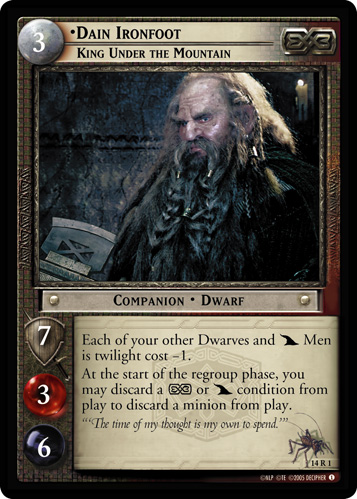 3
•Dain Ironfoot
King Under the Mountain
Companion • Dwarf
7
3
6
Each of your other Dwarves and Men
is twilight cost –1.
At the start of the regroup phase, you
may discard a or condition from
play to discard a minion from play.
“‘The time of my thought is my own to spend.’”
14 R 1
©NLP ©TE ©2005 DECIPHER